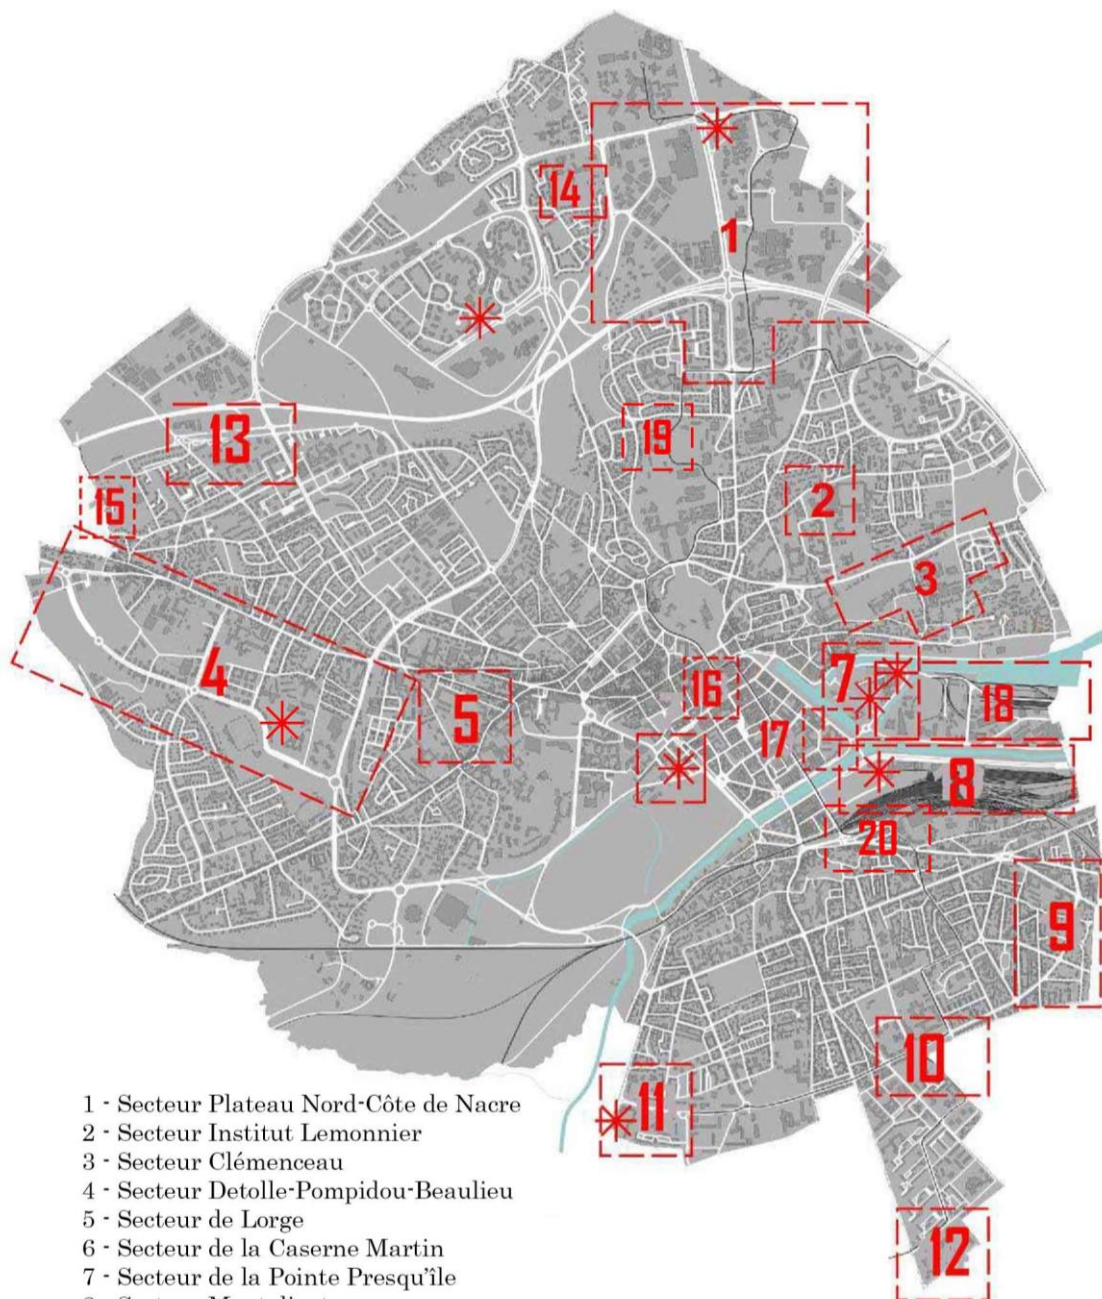 1
14
13
19
15
2
3
4
7
16
5
17
18
8
20
9
10
11
12
1 - Secteur Plateau Nord-Côte de Nacre
2 - Secteur Institut Lemonnier
3 - Secteur Clémenceau
4 - Secteur Detolle-Pompidou-Beaulieu
5 - Secteur de Lorge
6 - Secteur de la Caserne Martin
7 - Secteur de la Pointe Presqu'île